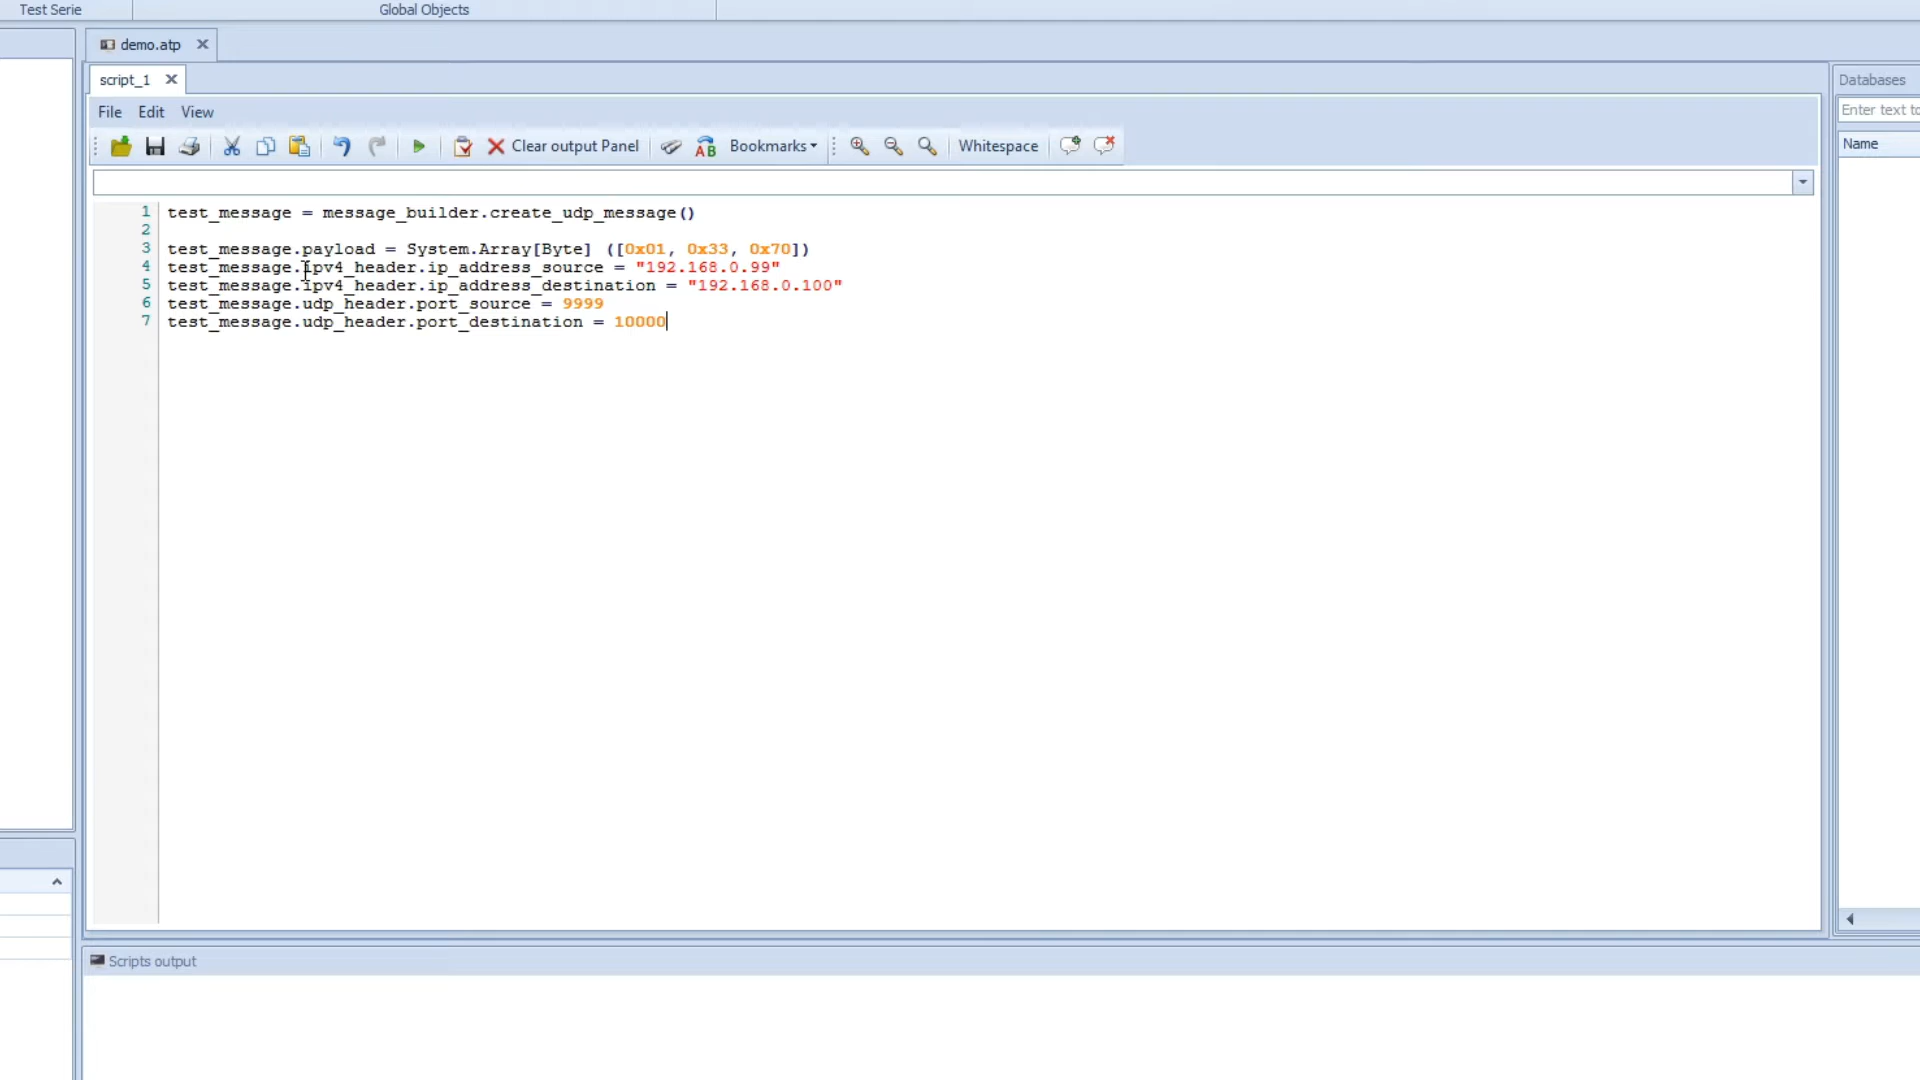 Test Serie
Global Objects
demo.atp
script_1
Databases
File Edit View
Enter text to
Clear output Panel
Bookmarks
Whitespace
Name
1 test_message = message_builder.create_udp_message()
2
3 test_message.payload = System.Array[Byte] ([0x01, 0x33, 0x70])
4 test_message.ipv4_header.ip_address_source = "192.168.0.99"
5 test_message.ipv4_header.ip_address_destination = "192.168.0.100"
6 test_message.udp_header.port_source = 9999
7 test_message.udp_header.port_destination = 10000
Scripts output